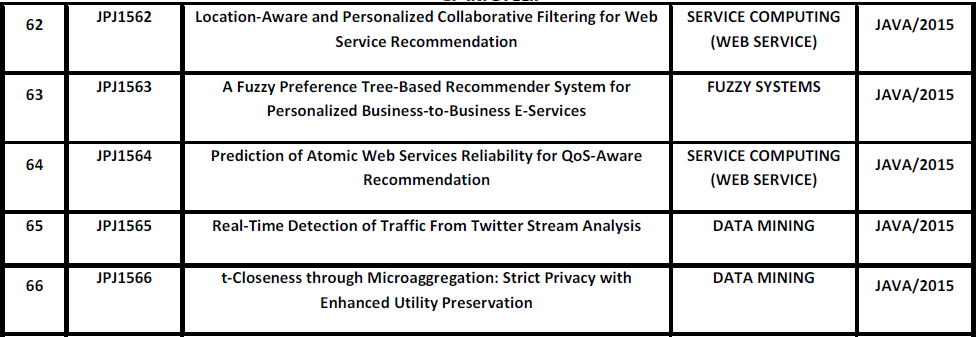 62 JPJ1562 Location-Aware and Personalized Collaborative Filtering for Web Service Recommendation SERVICE COMPUTING (WEB SERVICE) JAVA/2015
63 JPJ1563 A Fuzzy Preference Tree-Based Recommender System for Personalized Business-to-Business E-Services FUZZY SYSTEMS JAVA/2015
64 JPJ1564 Prediction of Atomic Web Services Reliability for QoS-Aware Recommendation SERVICE COMPUTING (WEB SERVICE) JAVA/2015
65 JPJ1565 Real-Time Detection of Traffic From Twitter Stream Analysis DATA MINING JAVA/2015
66 JPJ1566 t-Closeness through Microaggregation: Strict Privacy with Enhanced Utility Preservation DATA MINING JAVA/2015